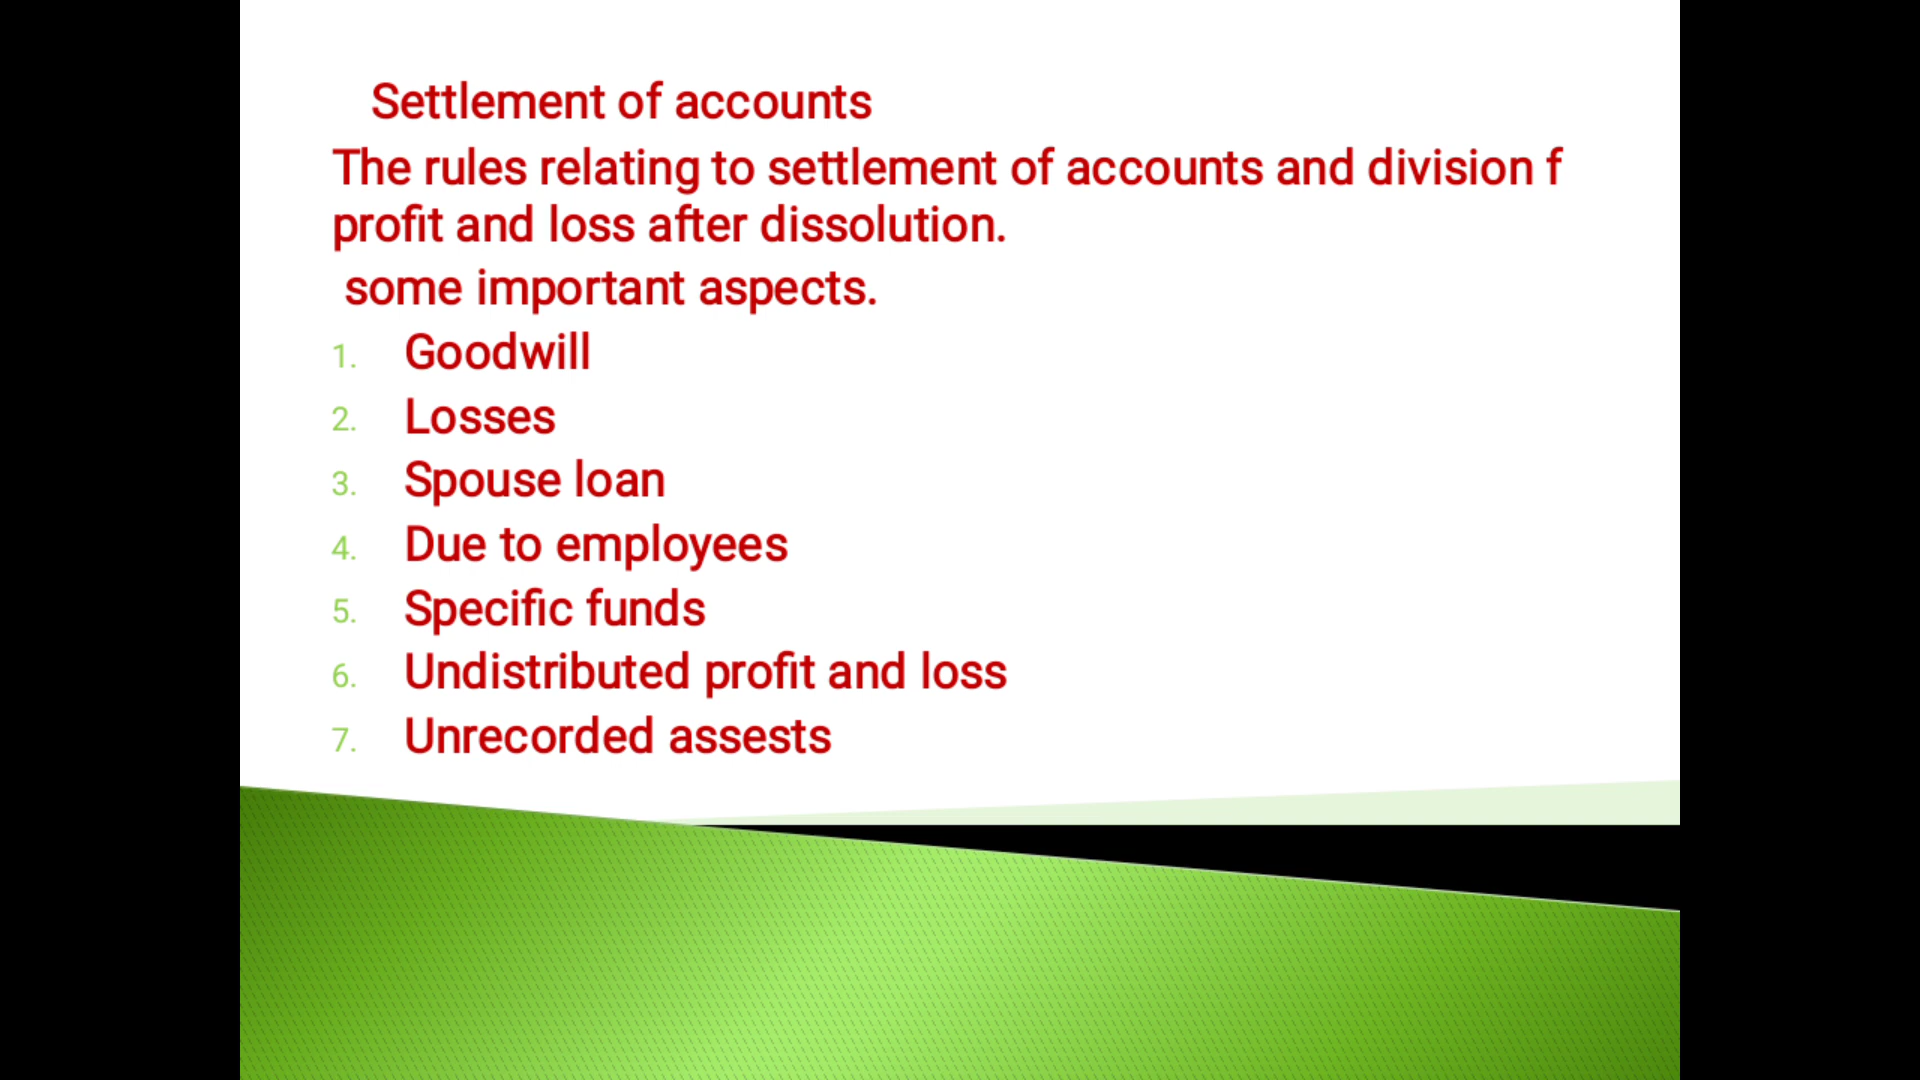 Settlement of accounts
The rules relating to settlement of accounts and division f
profit and loss after dissolution.
some important aspects.
1. Goodwill
2. Losses
3. Spouse loan
4. Due to employees
5. Specific funds
6. Undistributed profit and loss
7. Unrecorded assests